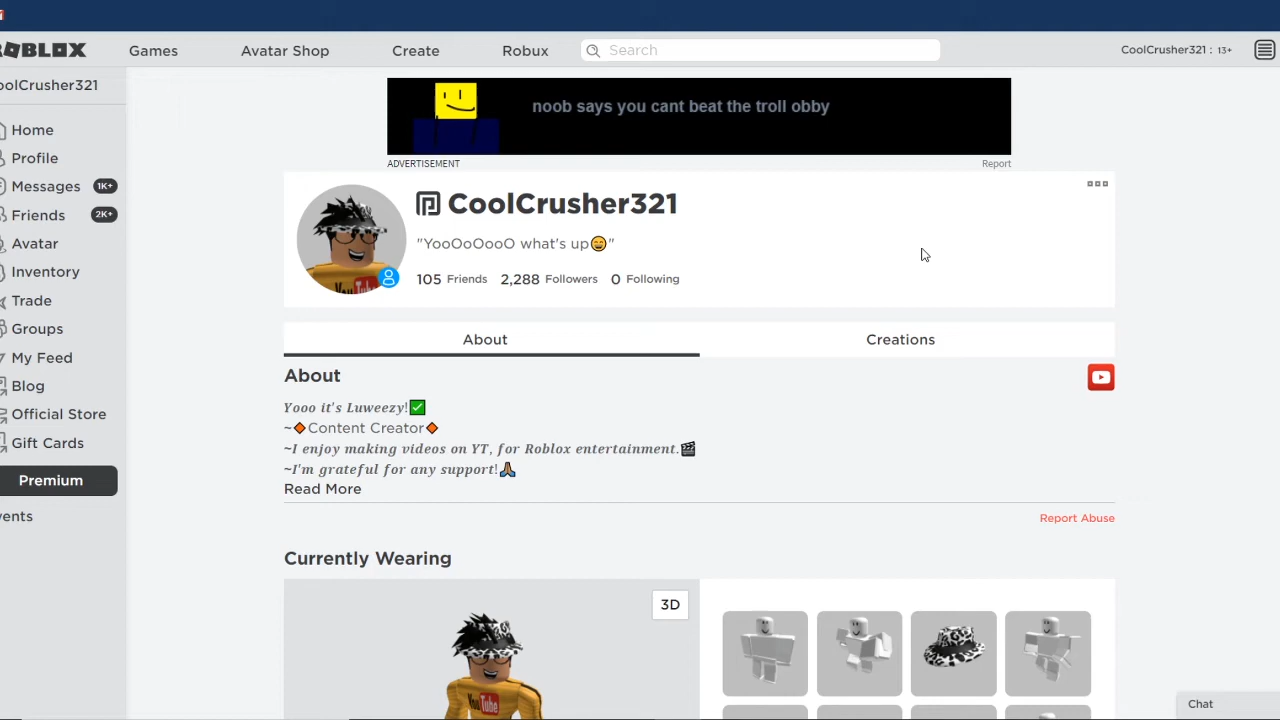 ROBLOX Games Avatar Shop Create Robux Search CoolCrusher321 : 13+
oolCrusher321
noob says you cant beat the troll obby
ADVERTISEMENT Report
Home
Profile
Messages 1K+
Friends 2K+
Avatar
Inventory
Trade
Groups
My Feed
Blog
Official Store
Gift Cards
Premium
vents
CoolCrusher321
"YooOoOooO what's up😄"
105 Friends 2,288 Followers 0 Following
YouTube
About Creations
About
Yooo it's Luweezy!✅
~🔶Content Creator🔶
~I enjoy making videos on YT, for Roblox entertainment.🎬
~I'm grateful for any support!🙏🏽
Read More
Report Abuse
Currently Wearing
3D
YouTube
Chat